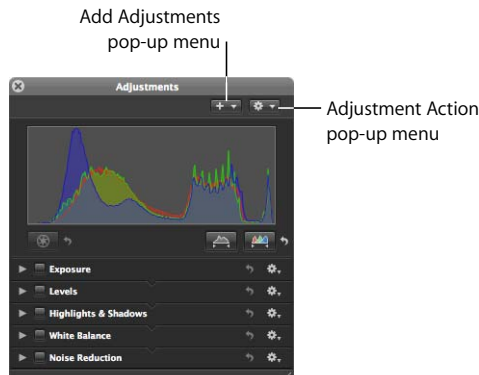 Add Adjustments
pop-up menu
Adjustments
Adjustment Action
pop-up menu
Exposure
Levels
Highlights & Shadows
White Balance
Noise Reduction